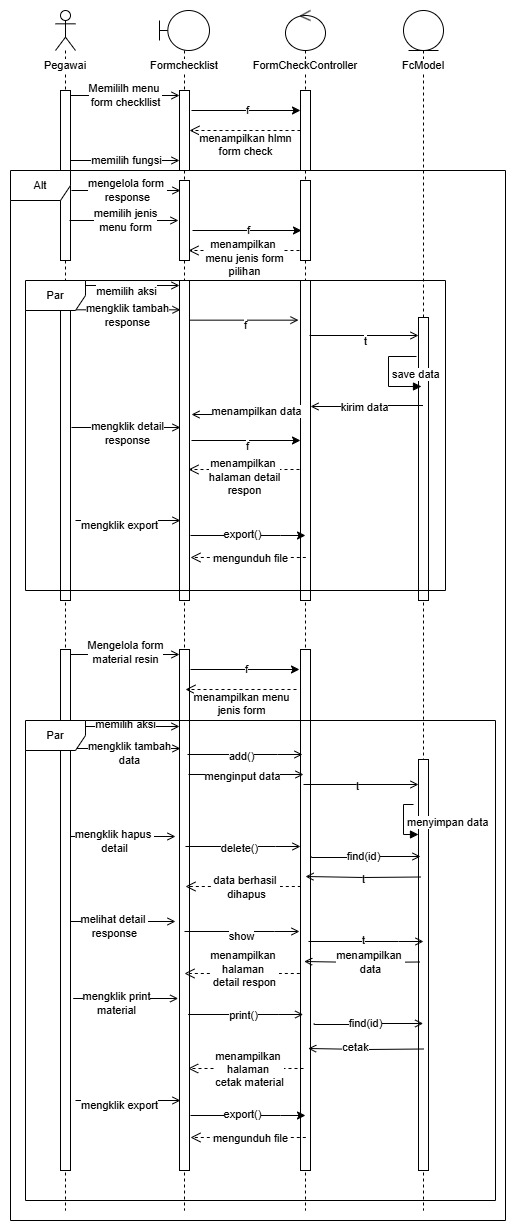 Pegawai
Formchecklist
FormCheckController
FcModel
Memilih menu
form checkllist
f
menampilkan hlmn
form check
memilih fungsi
Alt
mengelola form
response
memilih jenis
menu form
f
menampilkan
menu jenis form
pilihan
Par
memilih aksi
mengklik tambah
response
f
t
save data
kirim data
menampilkan data
mengklik detail
response
f
menampilkan
halaman detail
respon
mengklik export
export()
mengunduh file
Mengelola form
material resin
f
menampilkan menu
jenis form
Par
memilih aksi
mengklik tambah
data
add()
menginput data
t
menyimpan data
mengklik hapus
detail
delete()
find(id)
t
data berhasil
dihapus
melihat detail
response
show
t
menampilkan
data
menampilkan
halaman
detail respon
mengklik print
material
print()
find(id)
cetak
menampilkan
halaman
cetak material
mengklik export
export()
mengunduh file